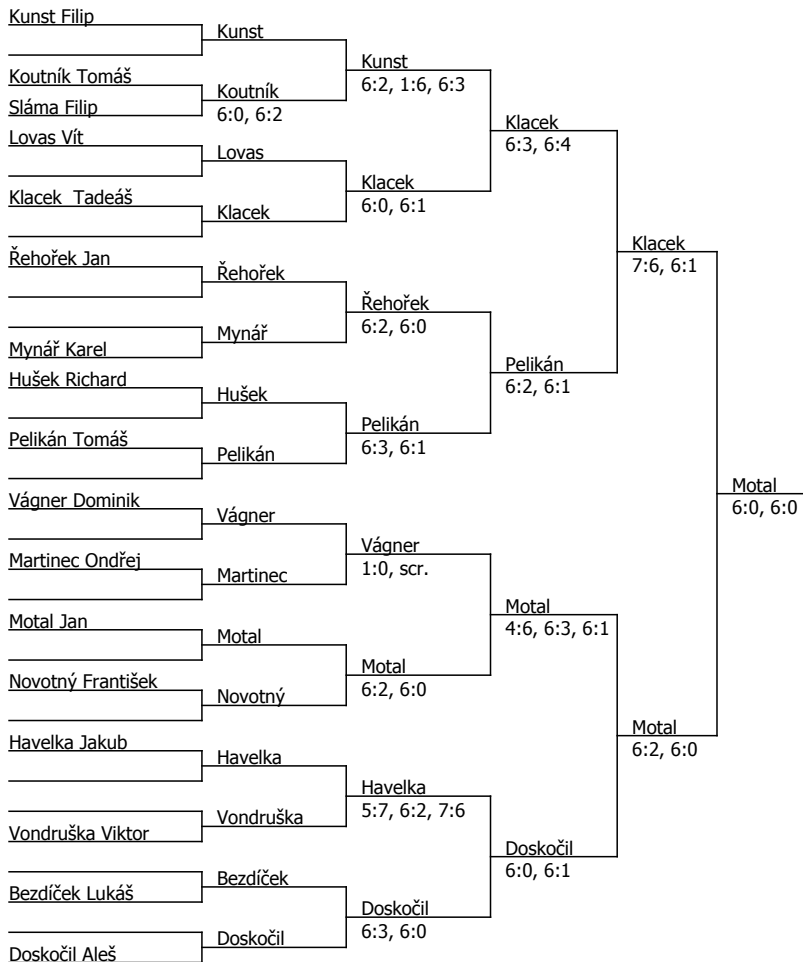 Kunst Filip
Koutník Tomáš
Sláma Filip
Lovas Vít
Klacek  Tadeáš
Řehořek Jan
Mynář Karel
Hušek Richard
Pelikán Tomáš
Vágner Dominik
Martinec Ondřej
Motal Jan
Novotný František
Havelka Jakub
Vondruška Viktor
Bezdíček Lukáš
Doskočil Aleš
Kunst
Koutník
6:0, 6:2
Lovas
Klacek
Řehořek
Mynář
Hušek
Pelikán
Vágner
Martinec
Motal
Novotný
Havelka
Vondruška
Bezdíček
Doskočil
Kunst
6:2, 1:6, 6:3
Klacek
6:0, 6:1
Řehořek
6:2, 6:0
Pelikán
6:3, 6:1
Vágner
1:0, scr.
Motal
6:2, 6:0
Havelka
5:7, 6:2, 7:6
Doskočil
6:3, 6:0
Klacek
6:3, 6:4
Pelikán
6:2, 6:1
Motal
4:6, 6:3, 6:1
Doskočil
6:0, 6:1
Klacek
7:6, 6:1
Motal
6:2, 6:0
Motal
6:0, 6:0